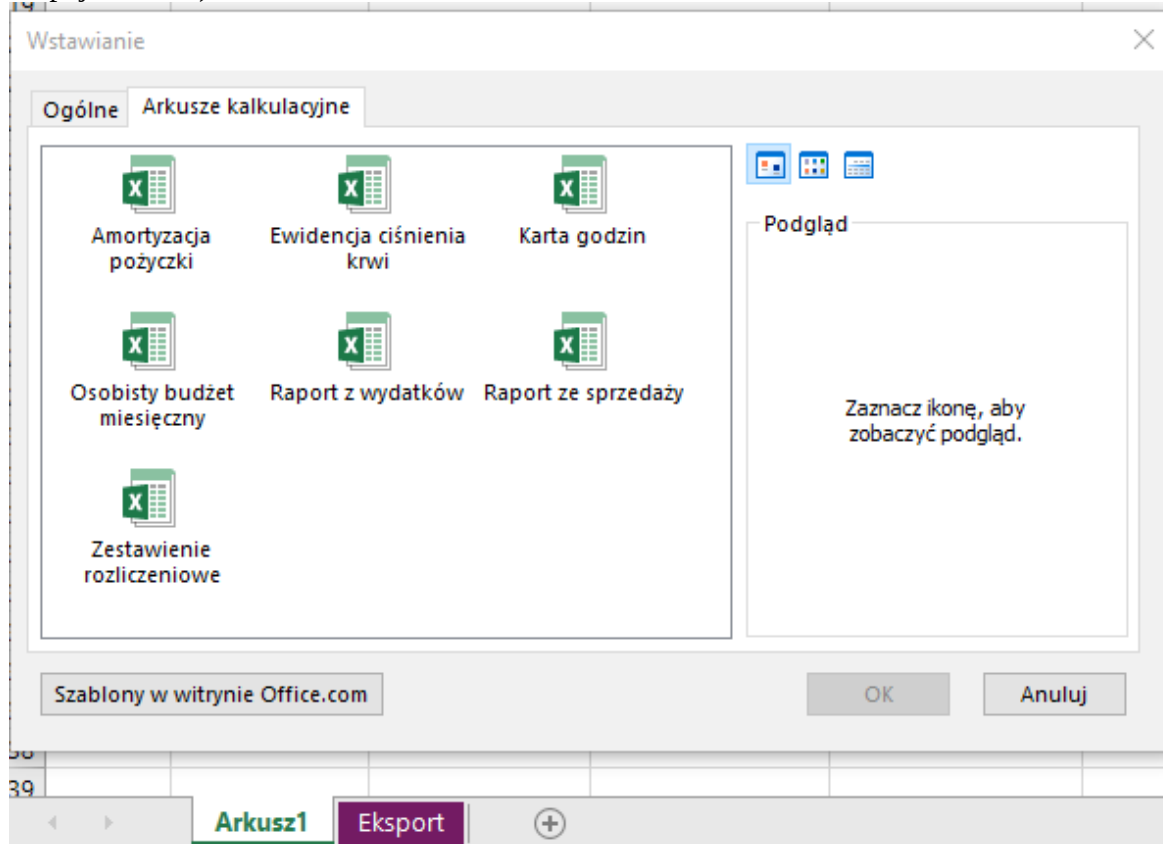 Wstawianie
Ogólne Arkusze kalkulacyjne
Amortyzacja pożyczki
Ewidencja ciśnienia krwi
Karta godzin
Osobisty budżet miesięczny
Raport z wydatków
Raport ze sprzedaży
Zestawienie rozliczeniowe
Podgląd
Zaznacz ikonę, aby
zobaczyć podgląd.
Szablony w witrynie Office.com
OK
Anuluj
39
Arkusz1 Eksport